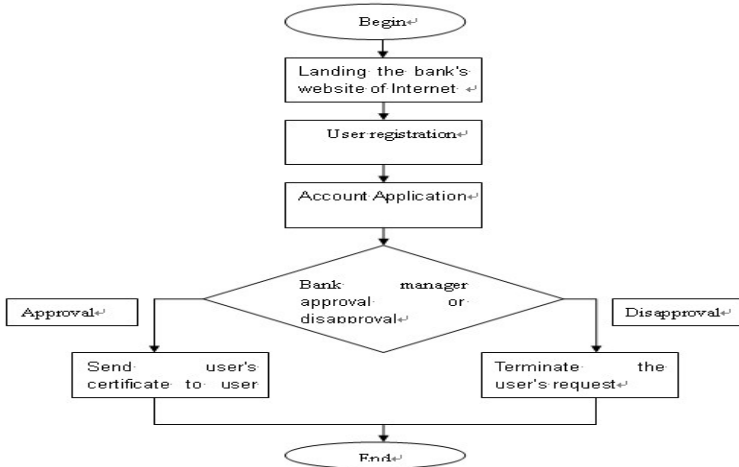 Begin
Landing the bank's
website of Internet
User registration
Account Application
Bank manager
approval or
disapproval
Approval
Disapproval
Send user's
certificate to user
Terminate the
user's request
End